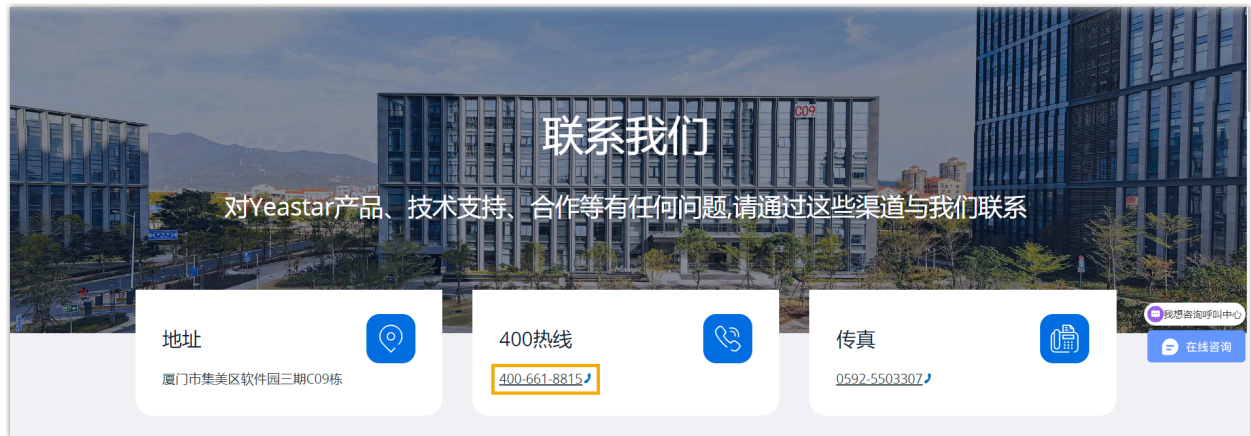 C09
联系我们
对Yeastar产品、技术支持、合作等有任何问题,请通过这些渠道与我们联系
地址
厦门市集美区软件园三期C09栋
400热线
400-661-8815
传真
0592-5503307
我想咨询呼叫中心
在线咨询